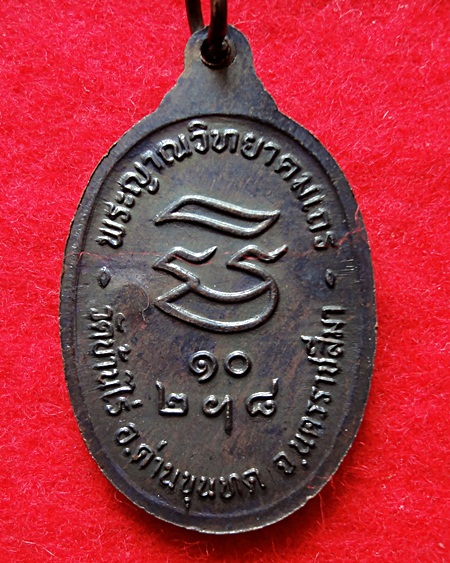 พระญาณวิทยาคมเถร
๑๐
๒ ๗ ๘
วัดบ้านไร่ อ.ด่านขุนทด จ.นครราชสีมา